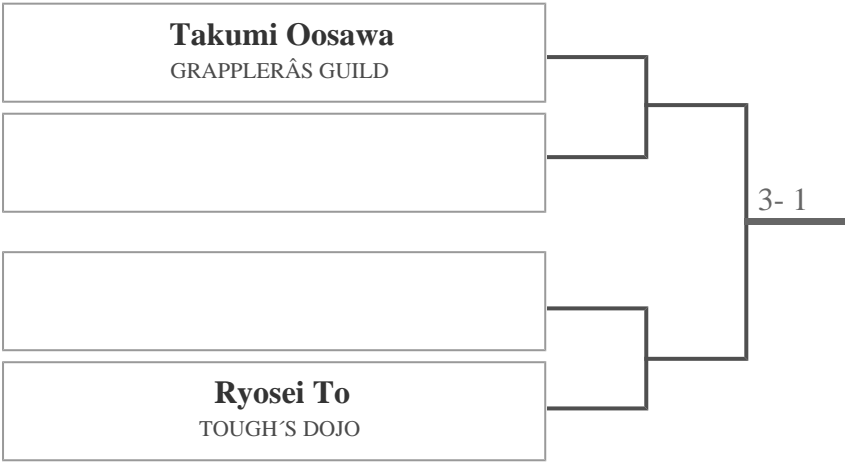 Takumi Oosawa
GRAPPLERÂS GUILD
3- 1
Ryosei To
TOUGH´S DOJO